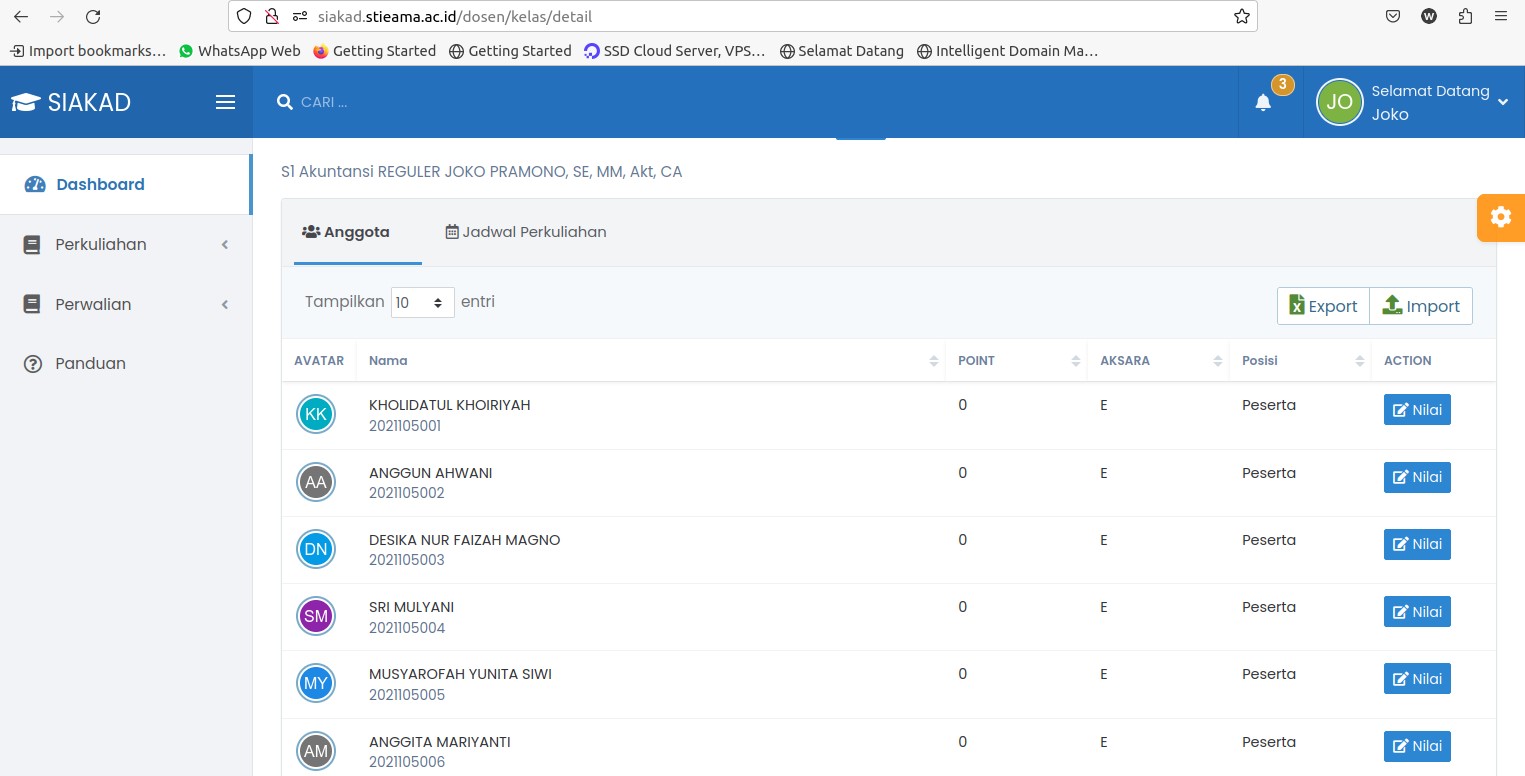 siakad.stieama.ac.id/dosen/kelas/detail
W
Import bookmarks... WhatsApp Web Getting Started Getting Started SSD Cloud Server, VPS... Selamat Datang Intelligent Domain Ma...
SIAKAD
CARI ...
3
JO
Selamat Datang
Joko
Dashboard
Perkuliahan
Perwalian
Panduan
S1 Akuntansi REGULER JOKO PRAMONO, SE, MM, Akt, CA
Anggota Jadwal Perkuliahan
Tampilkan 10 entri
Export Import
AVATAR Nama POINT AKSARA Posisi ACTION
KK KHOLIDATUL KHOIRIYAH 0 E Peserta Nilai
2021105001
AA ANGGUN AHWANI 0 E Peserta Nilai
2021105002
DN DESIKA NUR FAIZAH MAGNO 0 E Peserta Nilai
2021105003
SM SRI MULYANI 0 E Peserta Nilai
2021105004
MY MUSYAROFAH YUNITA SIWI 0 E Peserta Nilai
2021105005
AM ANGGITA MARIYANTI 0 E Peserta Nilai
2021105006